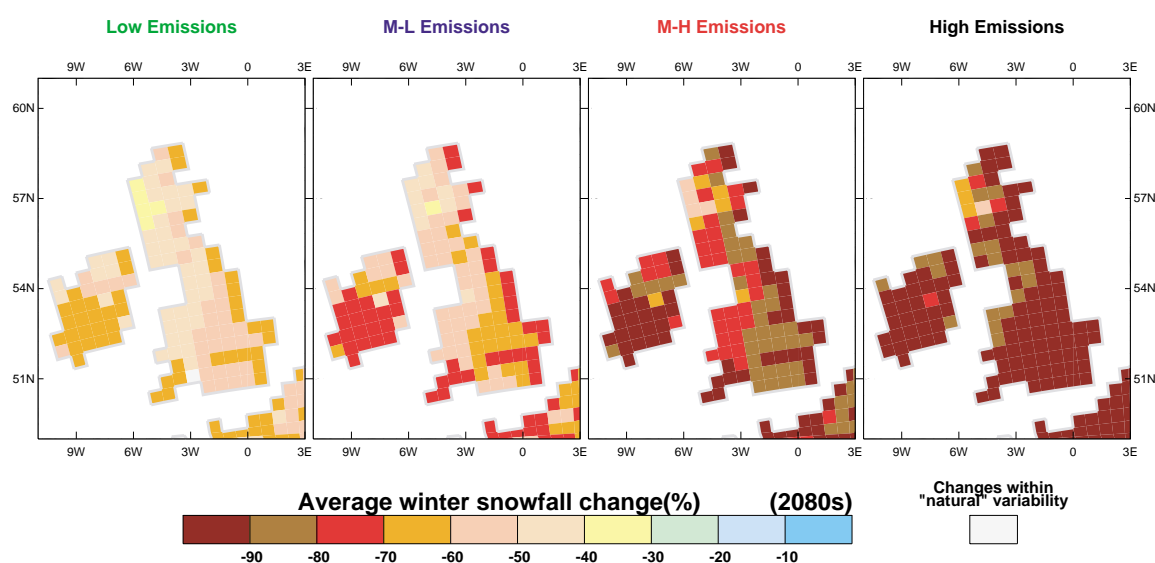 Low Emissions
M-L Emissions
M-H Emissions
High Emissions
9W 6W 3W 0 3E 9W 6W 3W 0 3E 9W 6W 3W 0 3E 9W 6W 3W 0 3E
60N 60N
57N 57N
54N 54N
51N 51N
9W 6W 3W 0 3E 9W 6W 3W 0 3E 9W 6W 3W 0 3E 9W 6W 3W 0 3E
Average winter snowfall change(%) (2080s)
-90 -80 -70 -60 -50 -40 -30 -20 -10
Changes within
"natural" variability